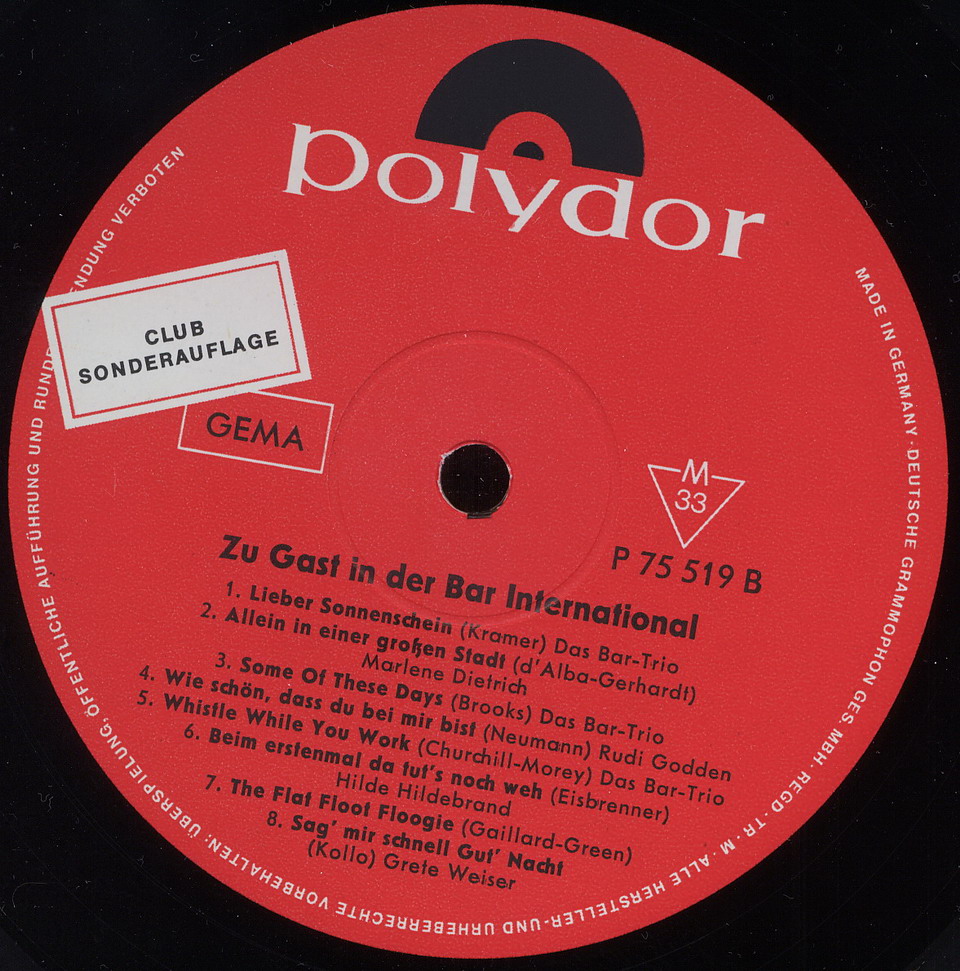 polydor
CLUB
SONDERAUFLAGE
GEMA
M
33
P 75 519 B
Zu Gast in der Bar International
1. Lieber Sonnenschein (Kramer) Das Bar-Trio
2. Allein in einer großen Stadt (d'Alba-Gerhardt)
Marlene Dietrich
3. Some Of These Days (Brooks) Das Bar-Trio
4. Wie schön, dass du bei mir bist (Neumann) Rudi Godden
5. Whistle While You Work (Churchill-Morey) Das Bar-Trio
6. Beim erstenmal da tut's noch weh (Eisbrenner)
Hilde Hildebrand
7. The Flat Floot Floogie (Gaillard-Green)
8. Sag' mir schnell Gut' Nacht
(Kollo) Grete Weiser
MADE IN GERMANY · DEUTSCHE GRAMMOPHON GES. MBH · REGD · TR · M · ALLE HERSTELLER- UND URHEBERRECHTE VORBEHALTEN; ÜBERSPIELUNG, ÖFFENTLICHE AUFFÜHRUNG UND RUNDF ENDUNG VERBOTEN